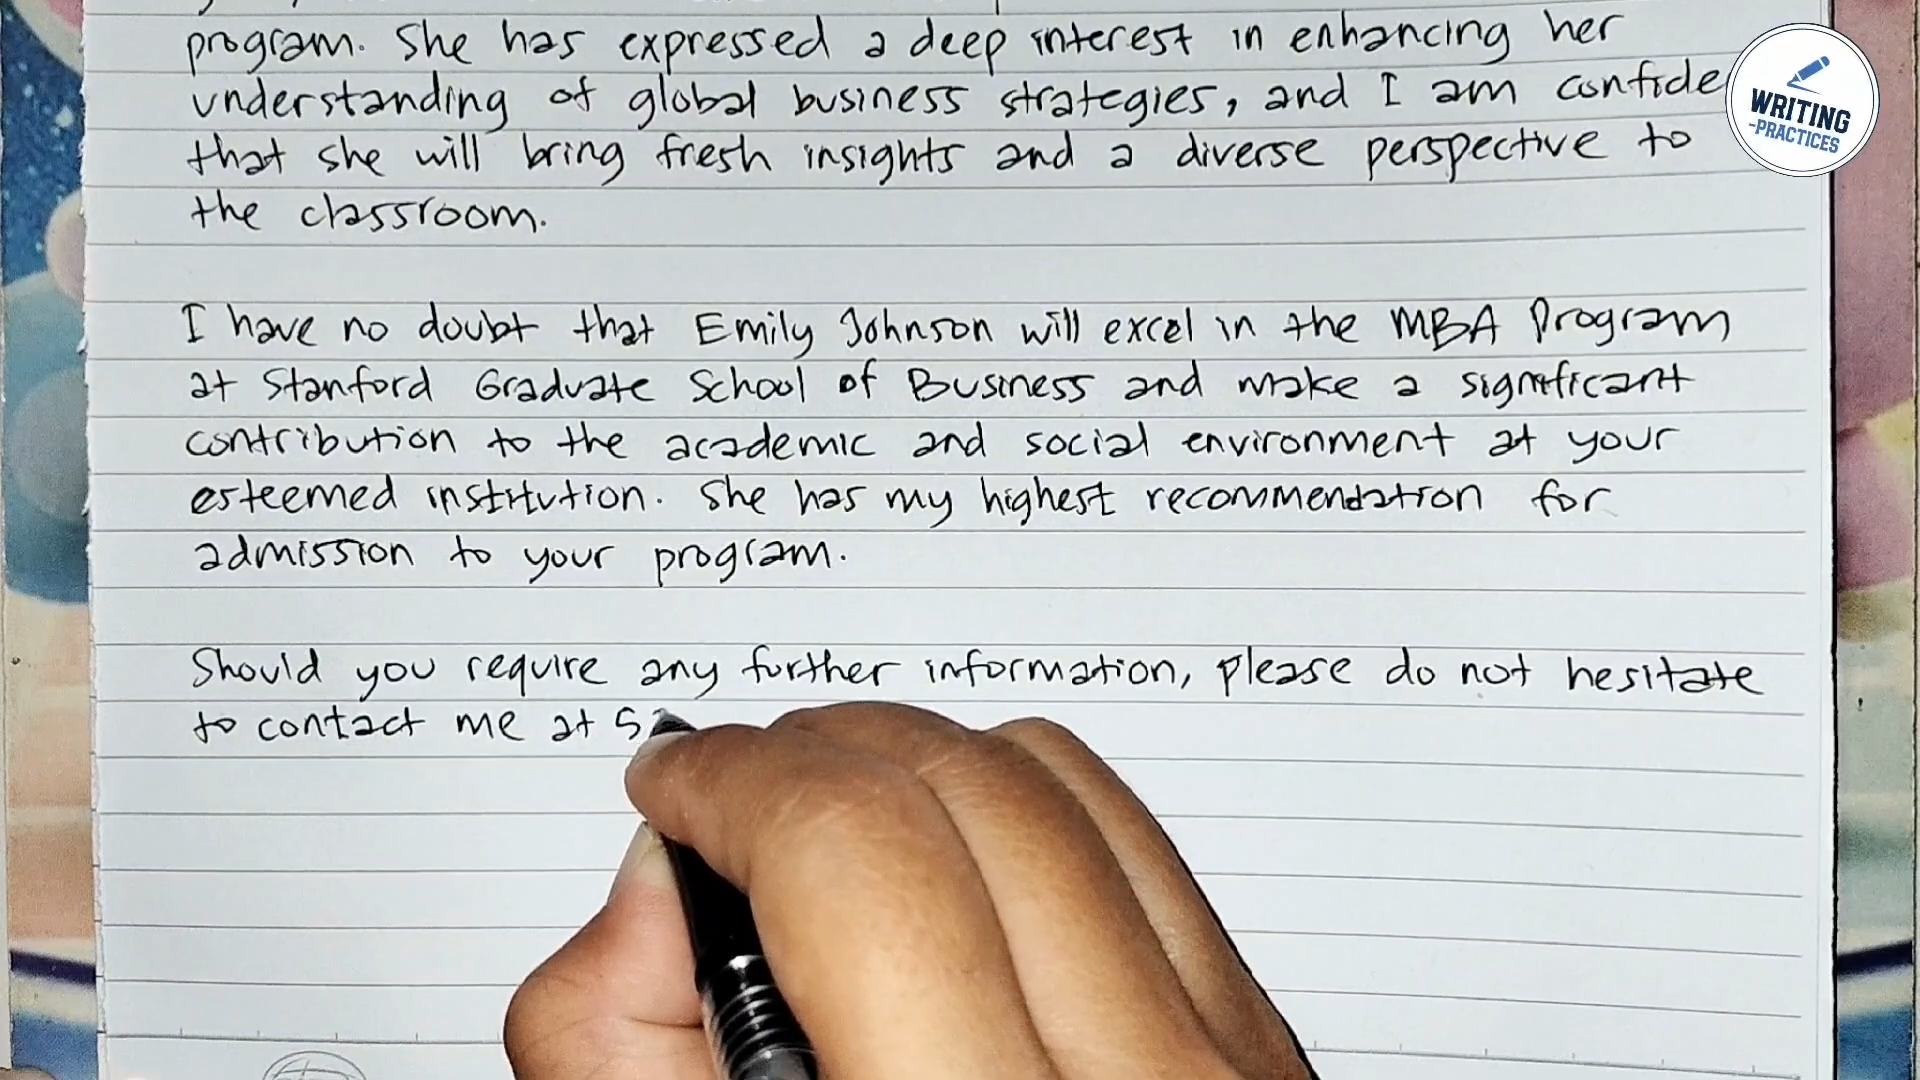 program. She has expressed a deep interest in enhancing her
understanding of global business strategies, and I am confide
that she will bring fresh insights and a diverse perspective to
the classroom.
I have no doubt that Emily Johnson will excel in the MBA Program
at Stanford Graduate School of Business and make a significant
contribution to the academic and social environment at your
esteemed institution. She has my highest recommendation for
admission to your program.
Should you require any further information, please do not hesitate
to contact me at
WRITING
-PRACTICES